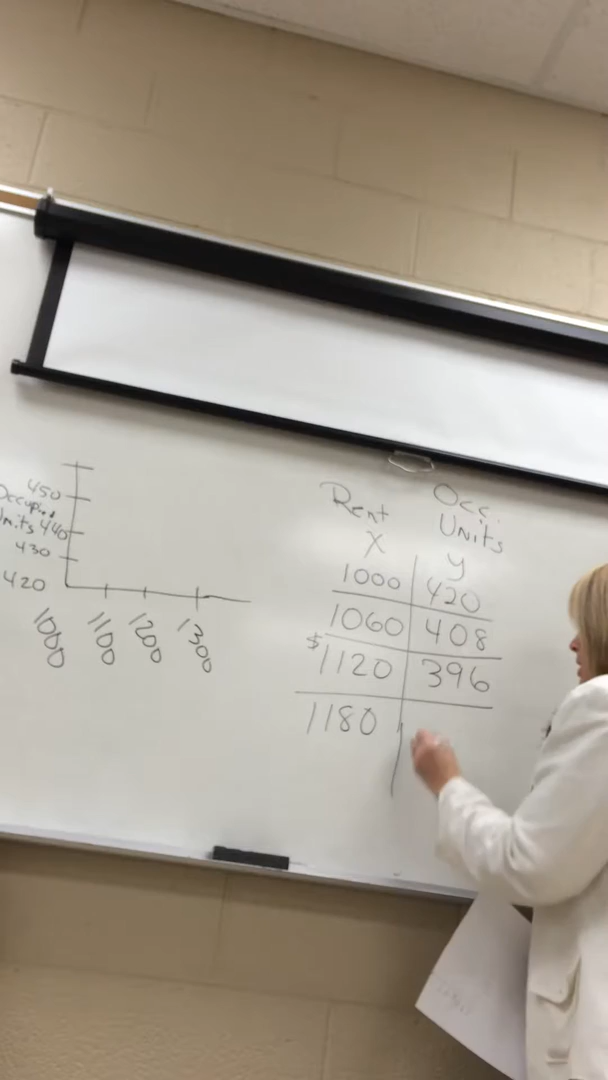 450
Occupied
Units 440
430
420
1000 1100 1200 1300
Rent Occ. Units
X y
1000 420
1060 408
$1120 396
1180